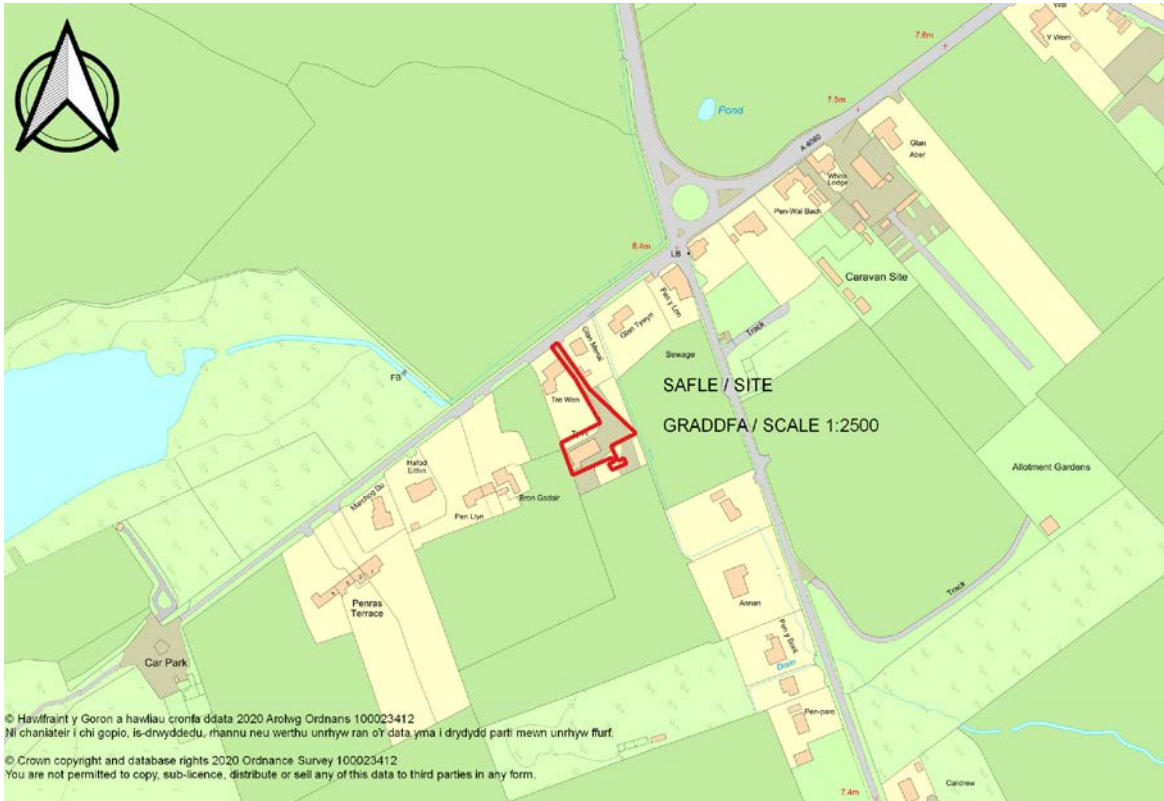 Y Wern
7.6m
7.5m
Pond
A 4080
Glan
Aber
White
Lodge
Pen-Wal Bach
8.4m
LB
Caravan Site
Pen y Lon
Glan Tywyn
Track
Glan Menai
Sewage
SAFLE / SITE
FB
Tre Wen
GRADDFA / SCALE 1:2500
Hafod
Eithin
Allotment Gardens
Marchog Du
Bron Gadair
Pen Llyn
Track
Annan
Penras
Terrace
Pen y Bont
Car Park
Drain
Pen-parc
© Hawlfraint y Goron a hawliau cronfa ddata 2020 Arolwg Ordnans 100023412
Ni chaniateir i chi gopio, is-drwyddedu, rhannu neu werthu unrhyw ran o'r data yma i drydydd parti mewn unrhyw ffurf.
© Crown copyright and database rights 2020 Ordnance Survey 100023412
You are not permitted to copy, sub-licence, distribute or sell any of this data to third parties in any form.
7.4m